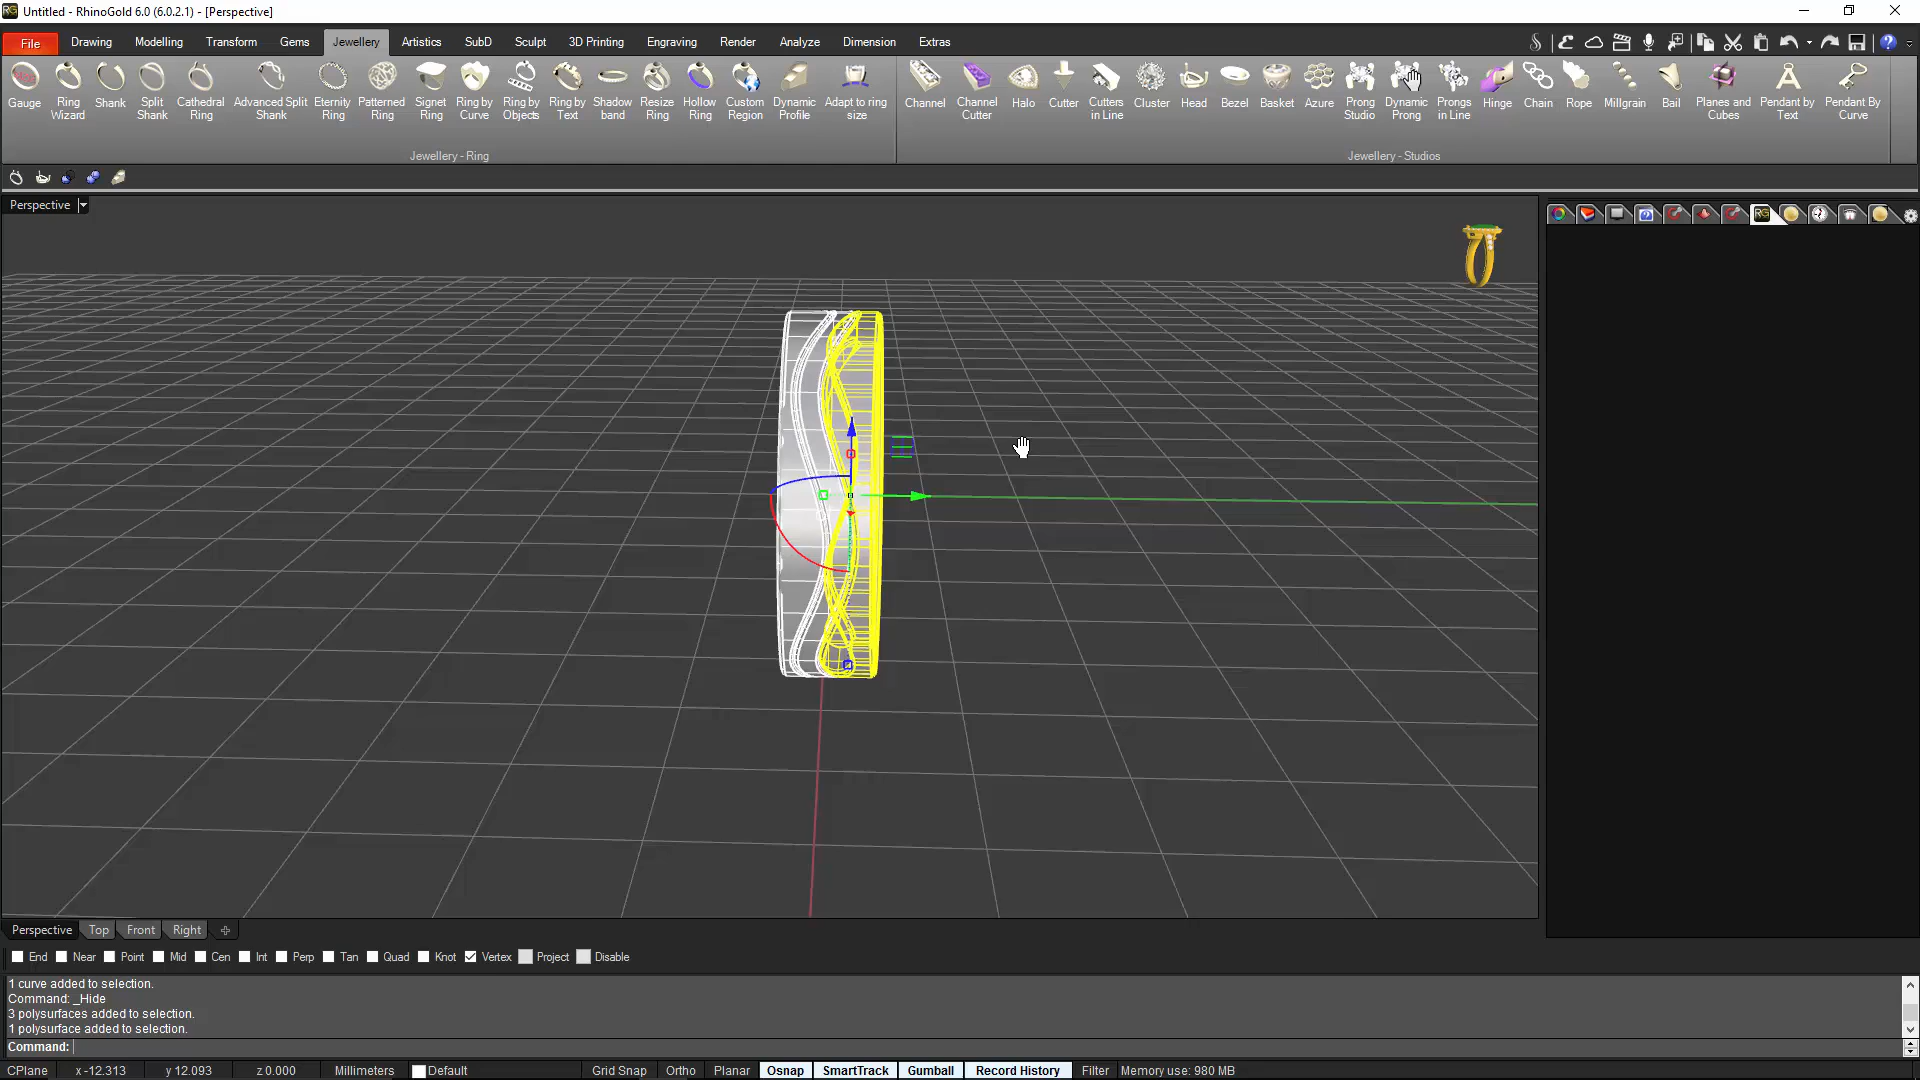 Untitled - RhinoGold 6.0 (6.0.2.1) - [Perspective]
File Drawing Modelling Transform Gems Jewellery Artistics SubD Sculpt 3D Printing Engraving Render Analyze Dimension Extras
Gauge Ring Wizard Shank Split Shank Cathedral Ring Advanced Split Shank Eternity Ring Patterned Ring Signet Ring Ring by Curve Ring by Objects Ring by Text Shadow band Resize Ring Hollow Ring Custom Region Dynamic Profile Adapt to ring size Channel Channel Cutter Halo Cutter Cutters in Line Cluster Head Bezel Basket Azure Prong Studio Dynamic Prong Prongs in Line Hinge Chain Rope Millgrain Bail Planes and Cubes Pendant by Text Pendant By Curve
Jewellery - Ring Jewellery - Studios
Perspective
Perspective Top Front Right
End Near Point Mid Cen Int Perp Tan Quad Knot Vertex Project Disable
1 curve added to selection.
Command: _Hide
3 polysurfaces added to selection.
1 polysurface added to selection.
Command:
CPlane x -12.313 y 12.093 z 0.000 Millimeters Default Grid Snap Ortho Planar Osnap SmartTrack Gumball Record History Filter Memory use: 980 MB